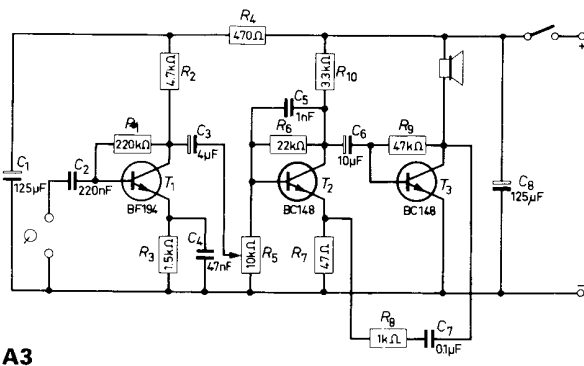 R4
470Ω
R2
4.7kΩ
R10
3.3kΩ
C5
1nF
R1
220kΩ
C3
4μF
R6
22kΩ
C6
10μF
R9
47kΩ
C1
125μF
C2
220nF
T1
BF194
T2
BC148
T3
BC148
C8
125μF
R3
1.5kΩ
C4
47nF
R5
10kΩ
R7
47Ω
R8
1kΩ
C7
0.1μF
+
−
A3